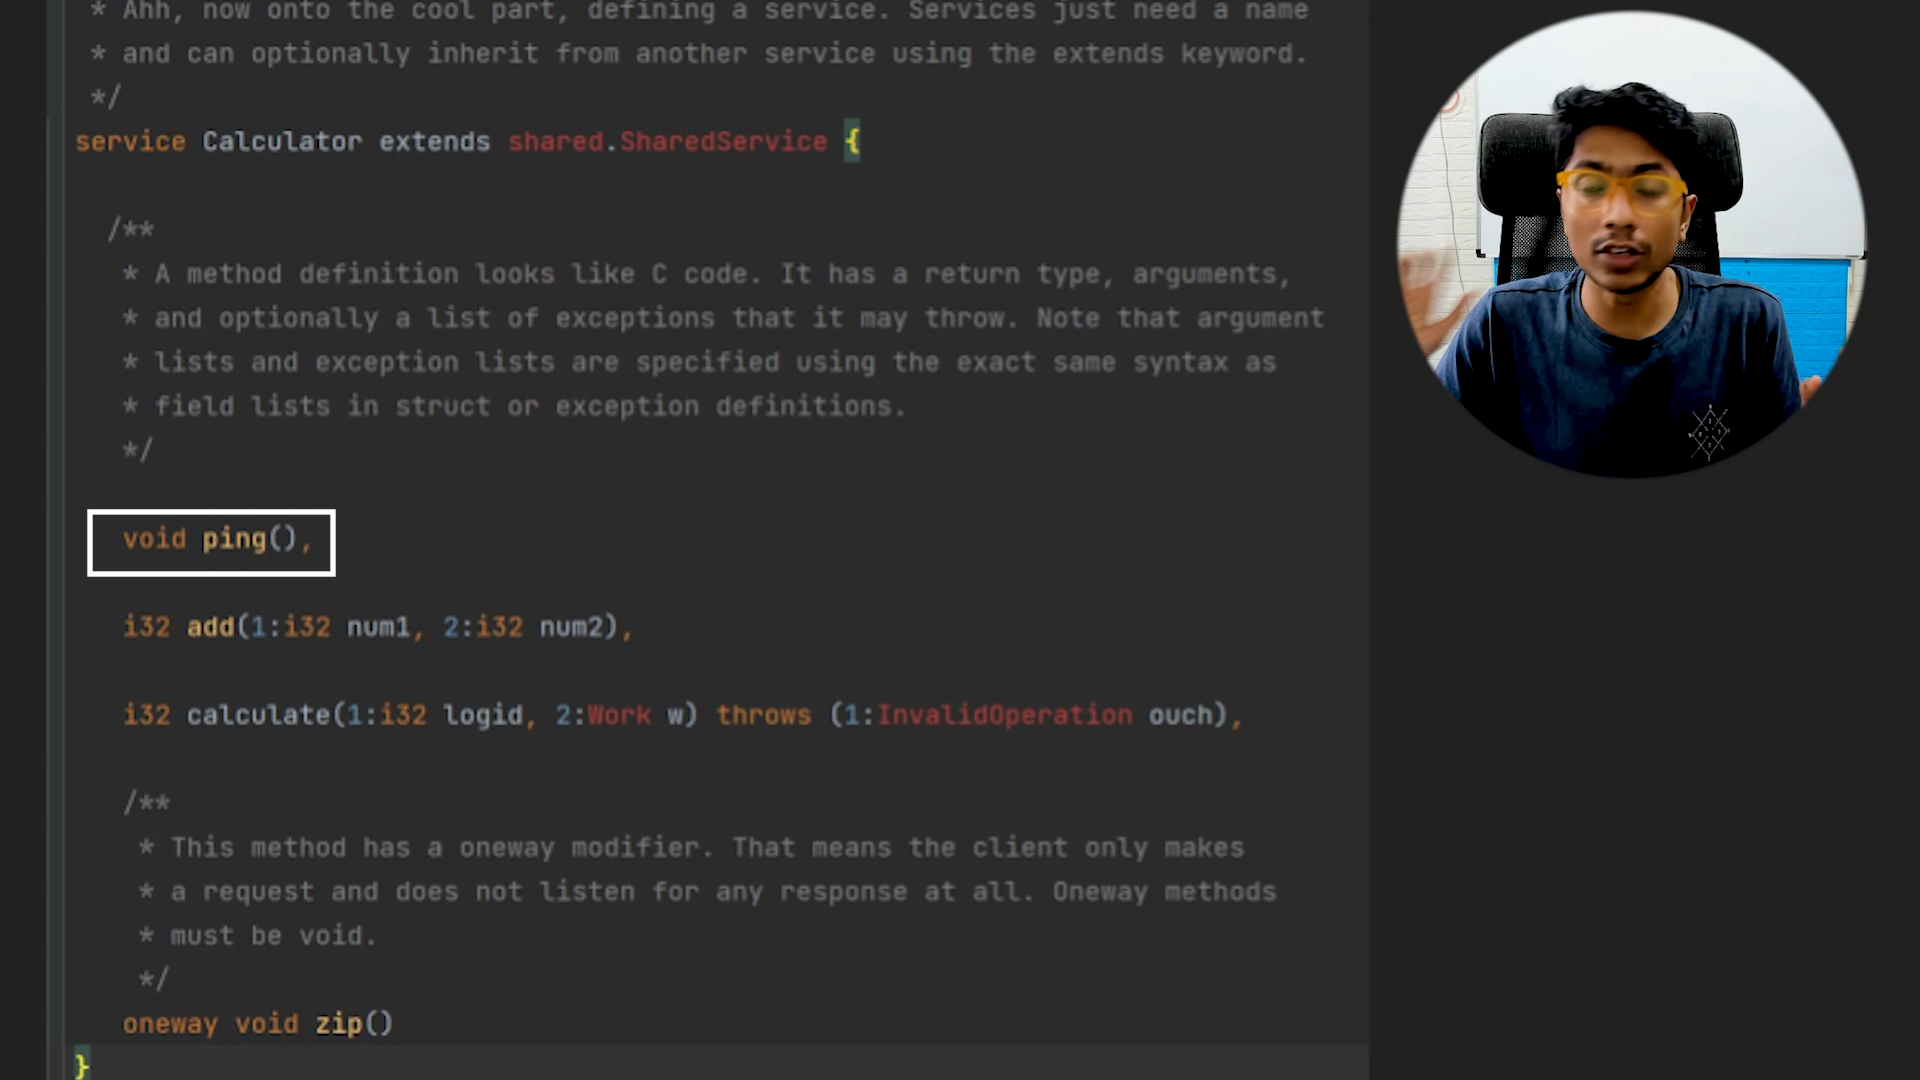 * Ahh, now onto the cool part, defining a service. Services just need a name
* and can optionally inherit from another service using the extends keyword.
*/
service Calculator extends shared.SharedService {
/**
* A method definition looks like C code. It has a return type, arguments,
* and optionally a list of exceptions that it may throw. Note that argument
* lists and exception lists are specified using the exact same syntax as
* field lists in struct or exception definitions.
*/
void ping(),
i32 add(1:i32 num1, 2:i32 num2),
i32 calculate(1:i32 logid, 2:Work w) throws (1:InvalidOperation ouch),
/**
* This method has a oneway modifier. That means the client only makes
* a request and does not listen for any response at all. Oneway methods
* must be void.
*/
oneway void zip()
}